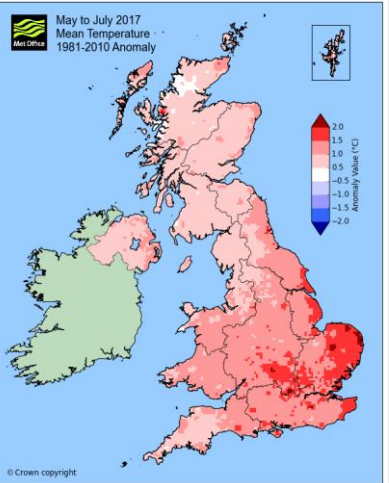 Met Office
May to July 2017
Mean Temperature
1981-2010 Anomaly
2.0
1.5
1.0
0.5
−0.5
−1.0
−1.5
−2.0
Anomaly Value (°C)
© Crown copyright